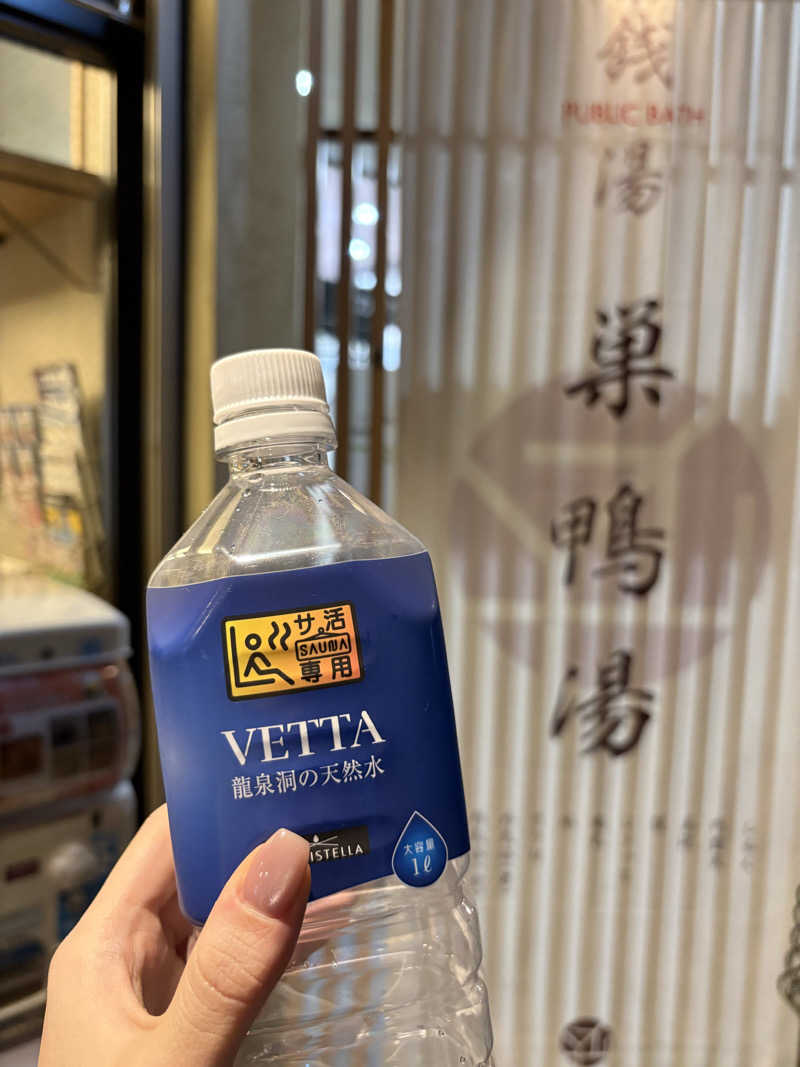 銭
PUBLIC BATH
湯
巣
鴨
湯
サ活
SAUNA
専用
VETTA
龍泉洞の天然水
ISTELLA
大容量
1ℓ